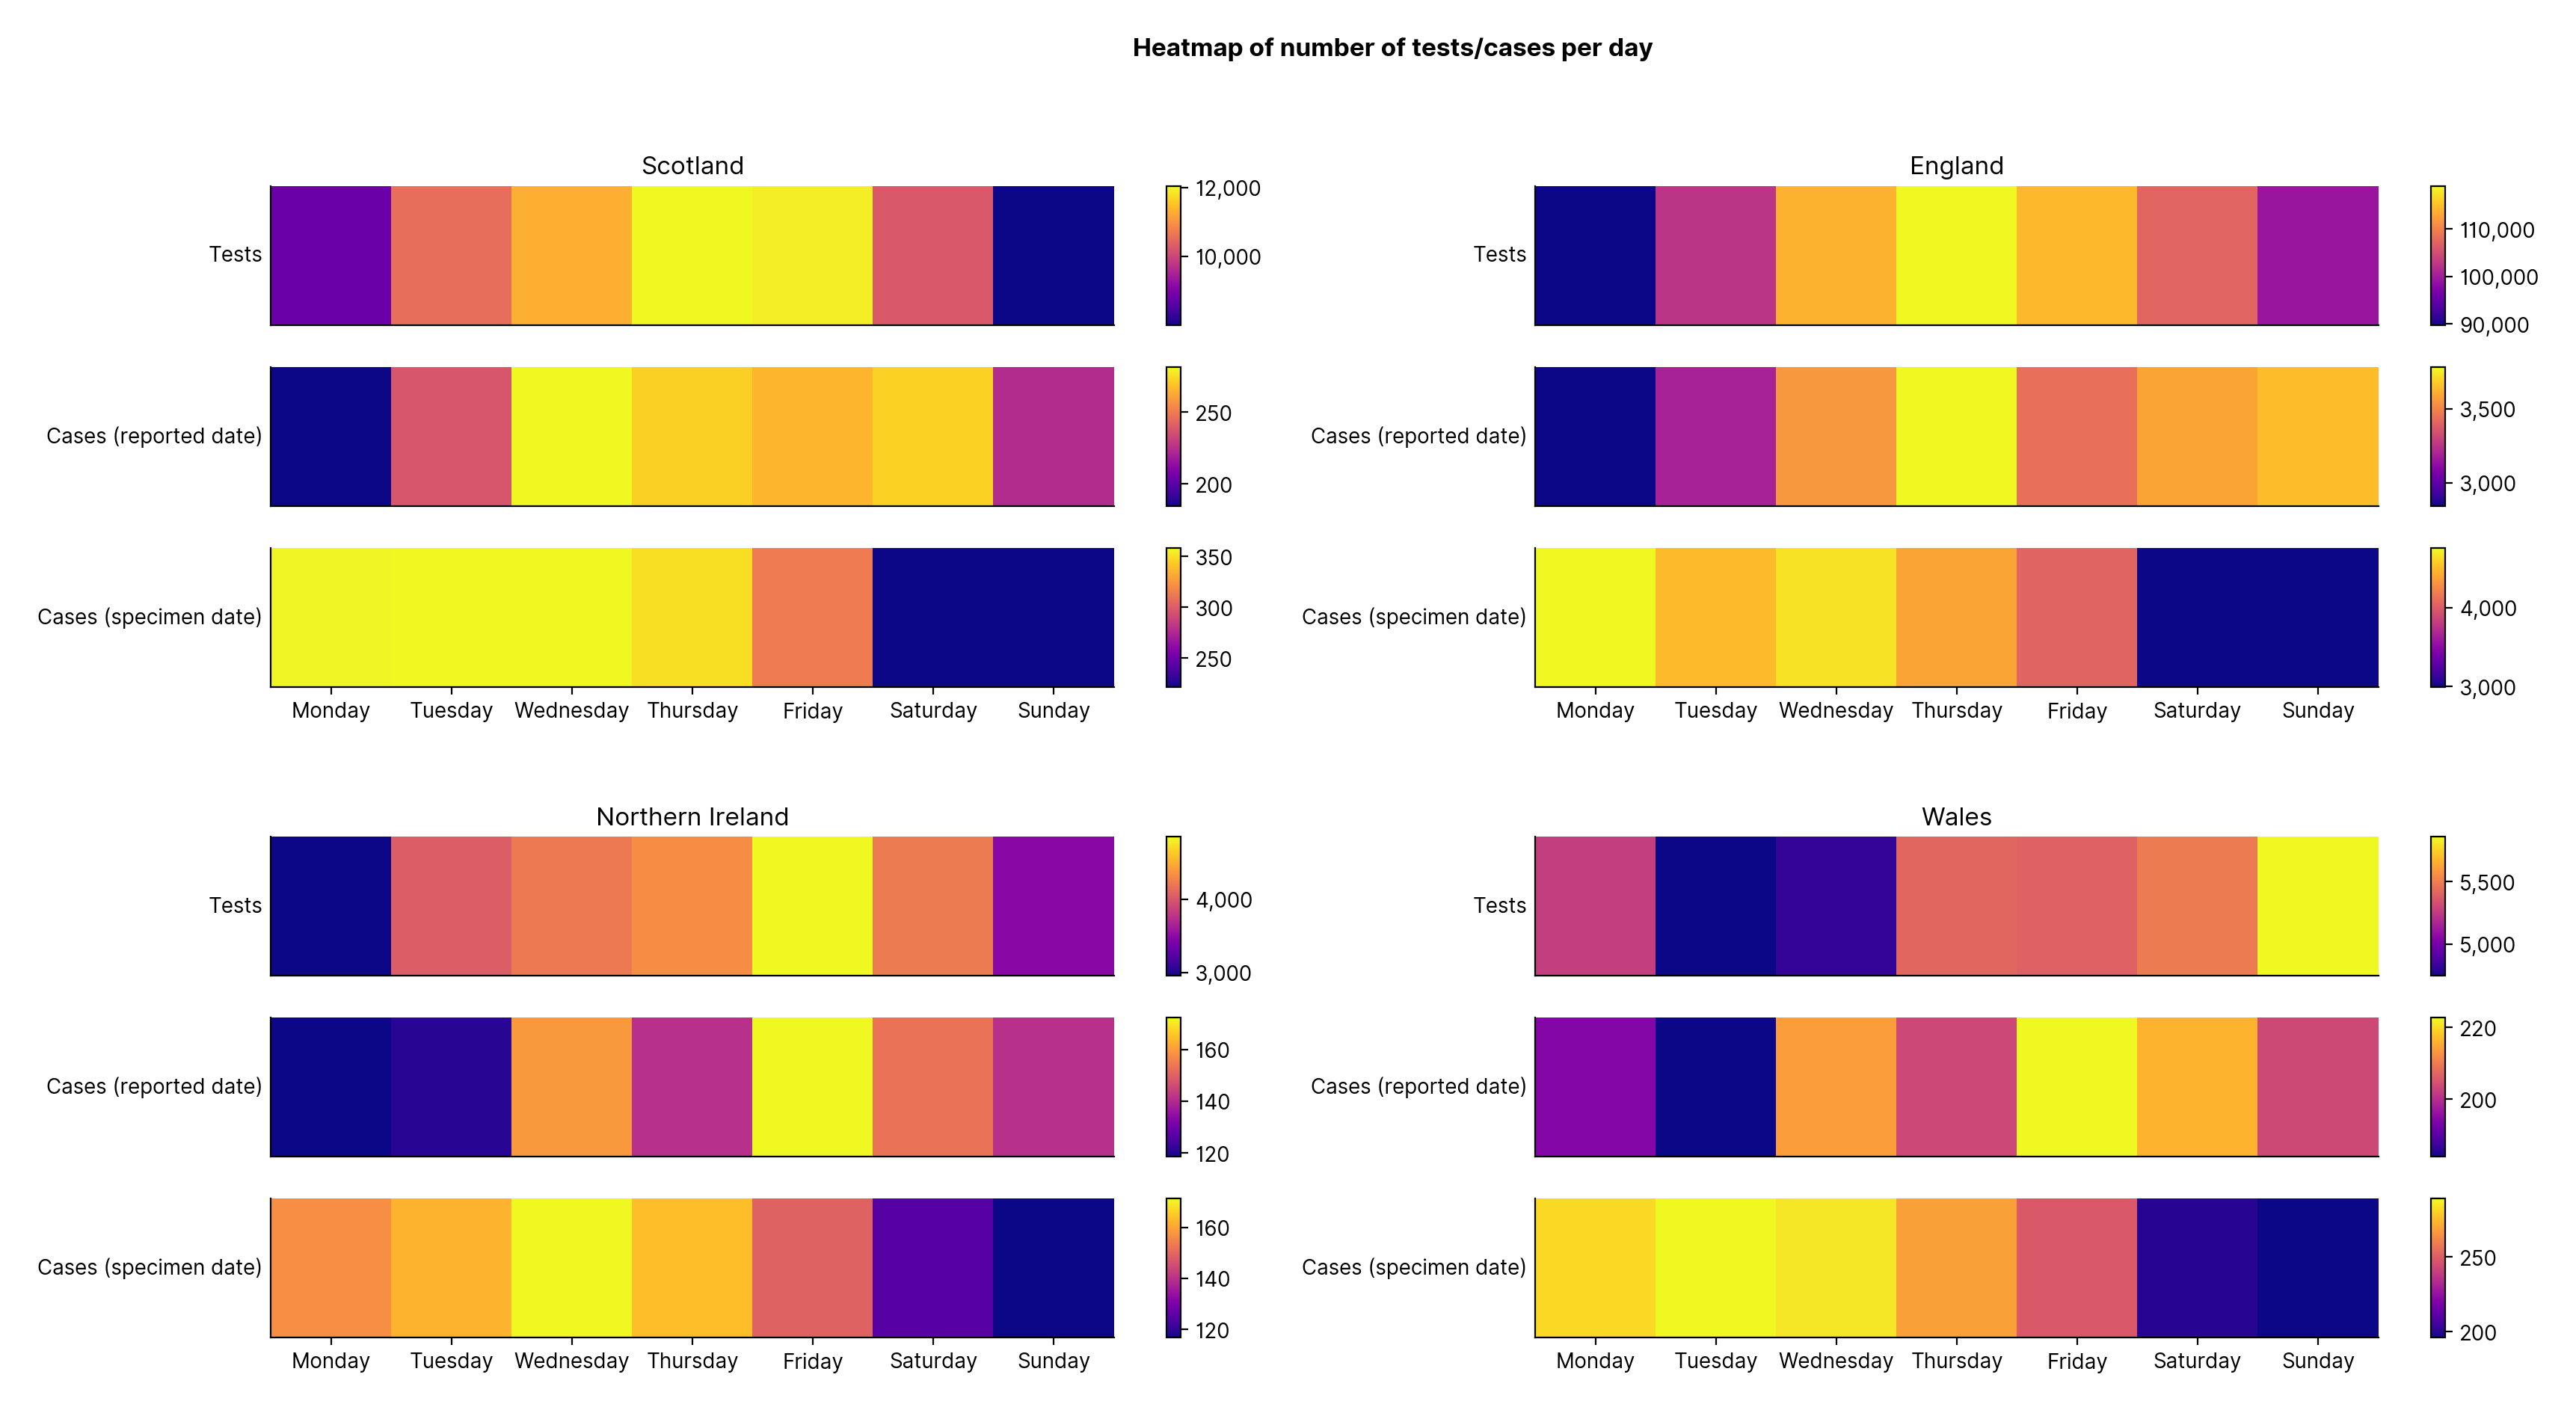 Heatmap of number of tests/cases per day
Scotland
Tests
12,000
10,000
Cases (reported date)
250
200
Cases (specimen date)
350
300
250
Monday Tuesday Wednesday Thursday Friday Saturday Sunday
England
Tests
110,000
100,000
90,000
Cases (reported date)
3,500
3,000
Cases (specimen date)
4,000
3,000
Monday Tuesday Wednesday Thursday Friday Saturday Sunday
Northern Ireland
Tests
4,000
3,000
Cases (reported date)
160
140
120
Cases (specimen date)
160
140
120
Monday Tuesday Wednesday Thursday Friday Saturday Sunday
Wales
Tests
5,500
5,000
Cases (reported date)
220
200
Cases (specimen date)
250
200
Monday Tuesday Wednesday Thursday Friday Saturday Sunday